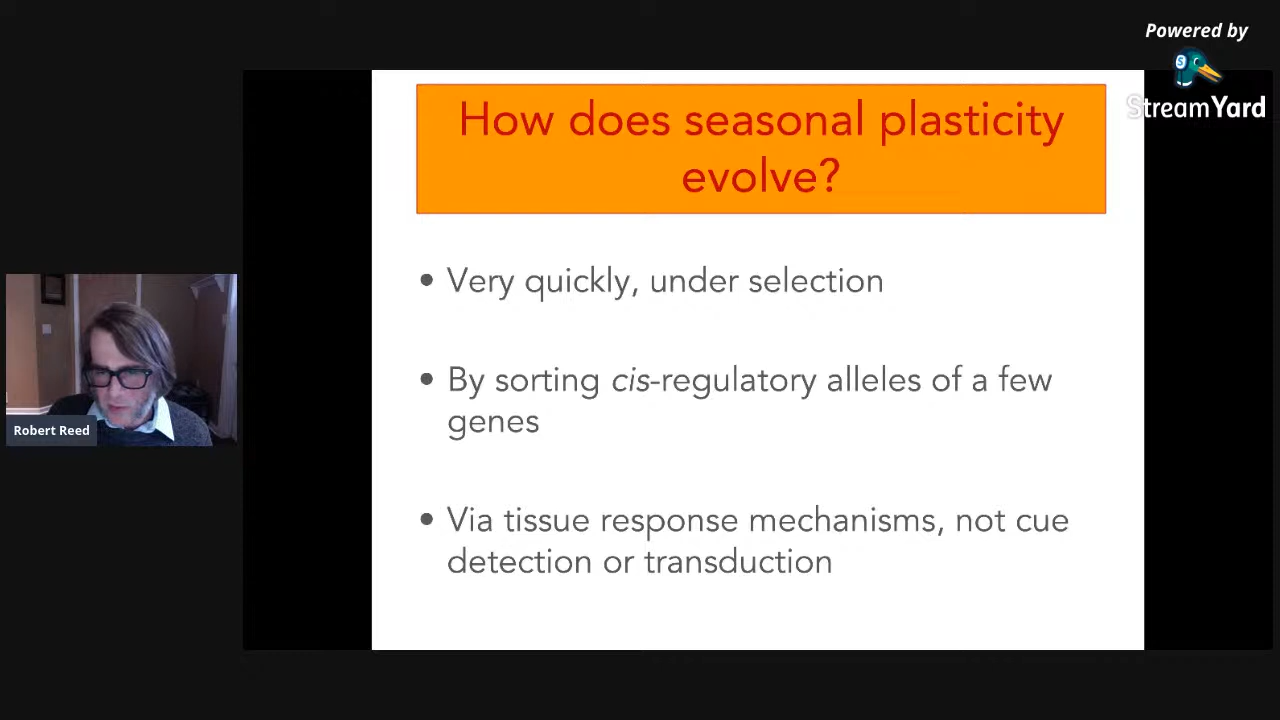 Powered by
StreamYard
How does seasonal plasticity
evolve?
• Very quickly, under selection
• By sorting cis-regulatory alleles of a few
genes
• Via tissue response mechanisms, not cue
detection or transduction
Robert Reed